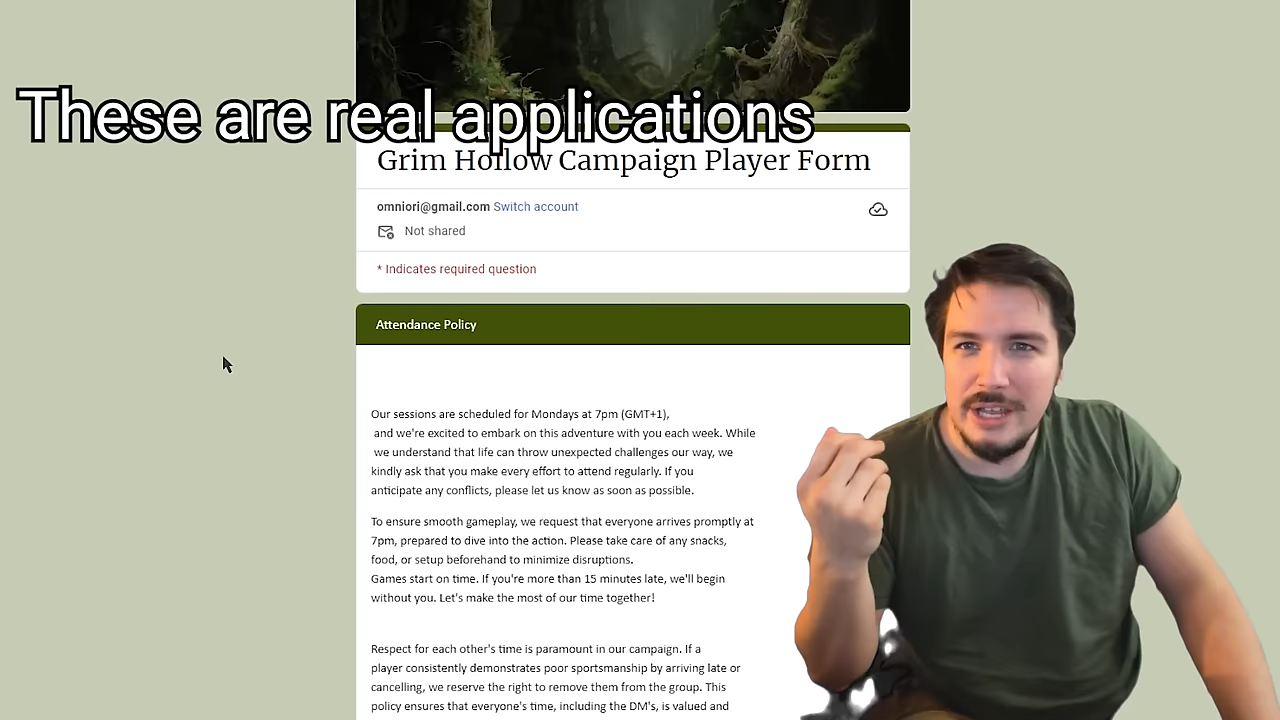 These are real applications
Grim Hollow Campaign Player Form
omniori@gmail.com Switch account
Not shared
* Indicates required question
Attendance Policy
Our sessions are scheduled for Mondays at 7pm (GMT+1),
and we're excited to embark on this adventure with you each week. While
we understand that life can throw unexpected challenges our way, we
kindly ask that you make every effort to attend regularly. If you
anticipate any conflicts, please let us know as soon as possible.
To ensure smooth gameplay, we request that everyone arrives promptly at
7pm, prepared to dive into the action. Please take care of any snacks,
food, or setup beforehand to minimize disruptions.
Games start on time. If you're more than 15 minutes late, we'll begin
without you. Let's make the most of our time together!
Respect for each other's time is paramount in our campaign. If a
player consistently demonstrates poor sportsmanship by arriving late or
cancelling, we reserve the right to remove them from the group. This
policy ensures that everyone's time, including the DM's, is valued and